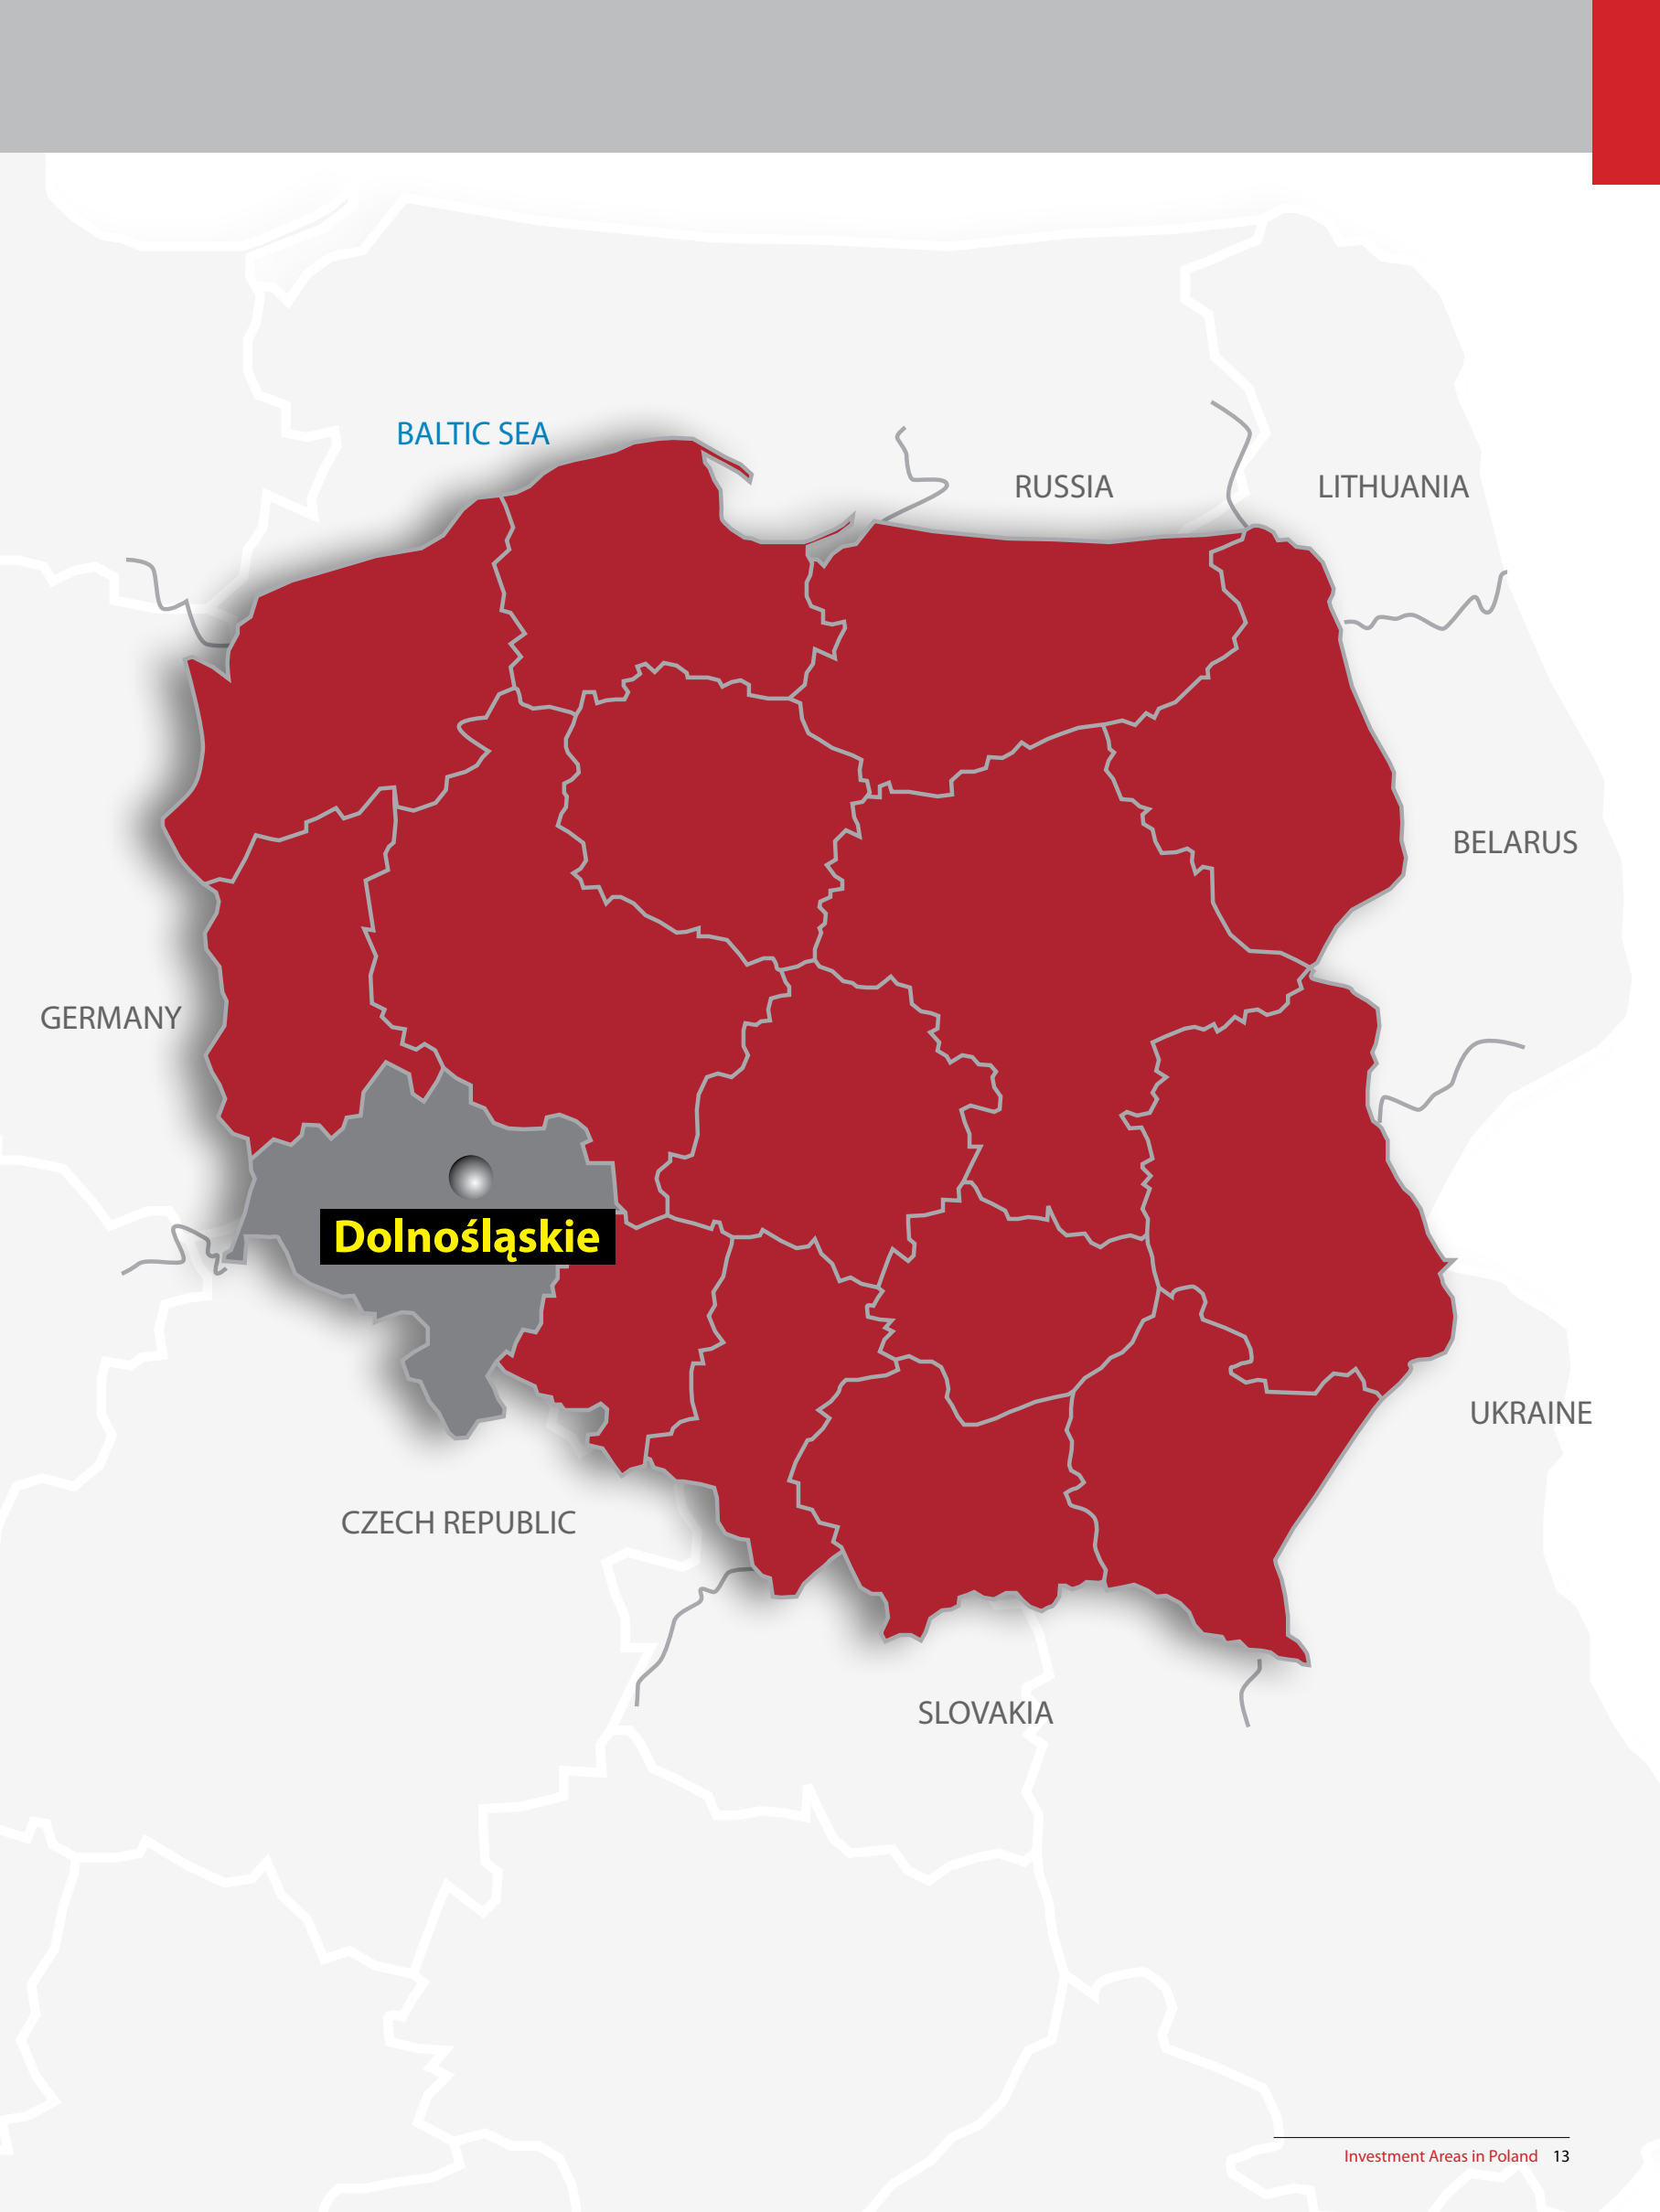 BALTIC SEA
RUSSIA
LITHUANIA
BELARUS
GERMANY
Dolnośląskie
UKRAINE
CZECH REPUBLIC
SLOVAKIA
Investment Areas in Poland 13